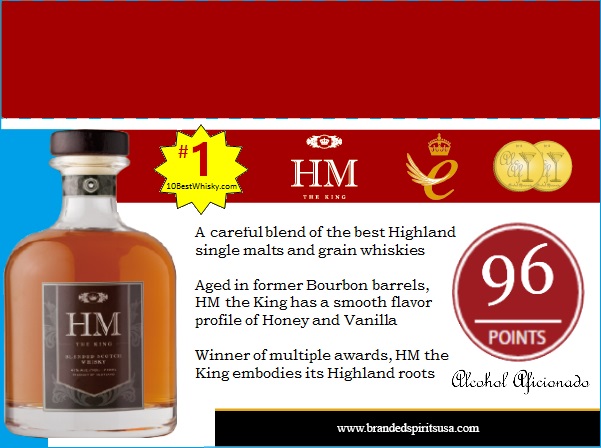 #1
10BestWhisky.com
HM
THE KING
e
A careful blend of the best Highland
single malts and grain whiskies
Aged in former Bourbon barrels,
HM the King has a smooth flavor
profile of Honey and Vanilla
Winner of multiple awards, HM the
King embodies its Highland roots
96
POINTS
Alcohol Aficionado
HM
THE KING
BLENDED SCOTCH
WHISKY
www.brandedspiritsusa.com